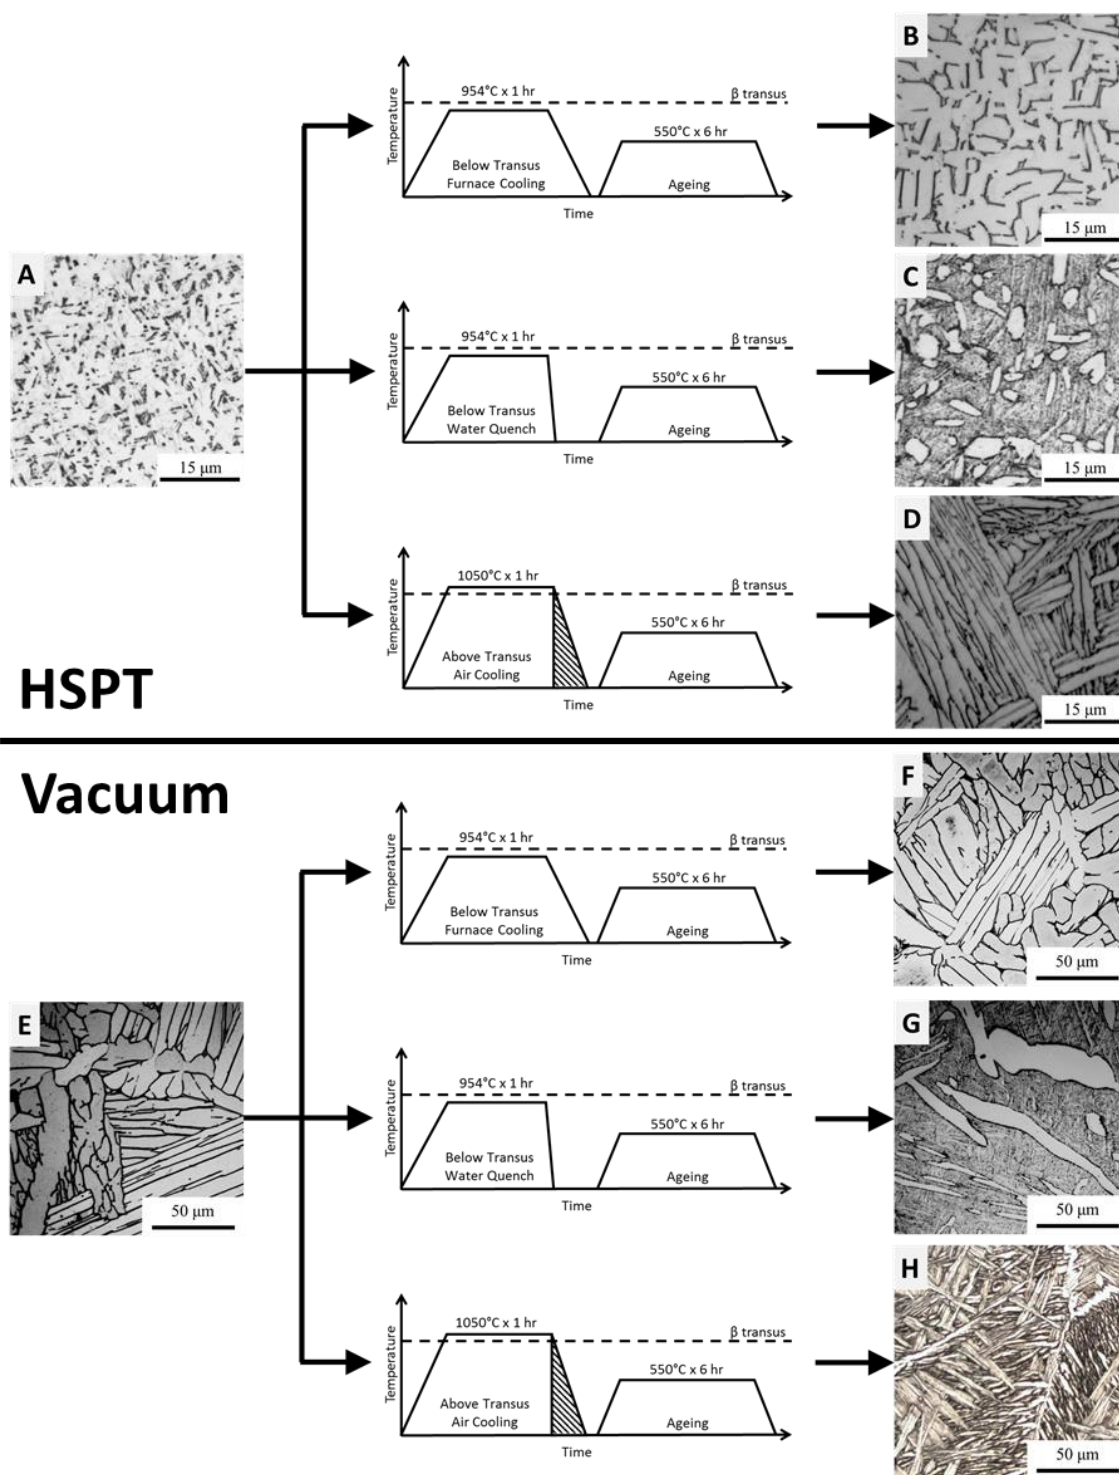 B
954°C x 1 hr
β transus
550°C x 6 hr
Temperature
Below Transus
Furnace Cooling
Ageing
Time
15 μm
A
15 μm
C
954°C x 1 hr
β transus
550°C x 6 hr
Temperature
Below Transus
Water Quench
Ageing
Time
15 μm
D
1050°C x 1 hr
β transus
550°C x 6 hr
Temperature
Above Transus
Air Cooling
Ageing
Time
15 μm
HSPT
Vacuum
F
954°C x 1 hr
β transus
550°C x 6 hr
Temperature
Below Transus
Furnace Cooling
Ageing
Time
50 μm
E
50 μm
G
954°C x 1 hr
β transus
550°C x 6 hr
Temperature
Below Transus
Water Quench
Ageing
Time
50 μm
H
1050°C x 1 hr
β transus
550°C x 6 hr
Temperature
Above Transus
Air Cooling
Ageing
Time
50 μm